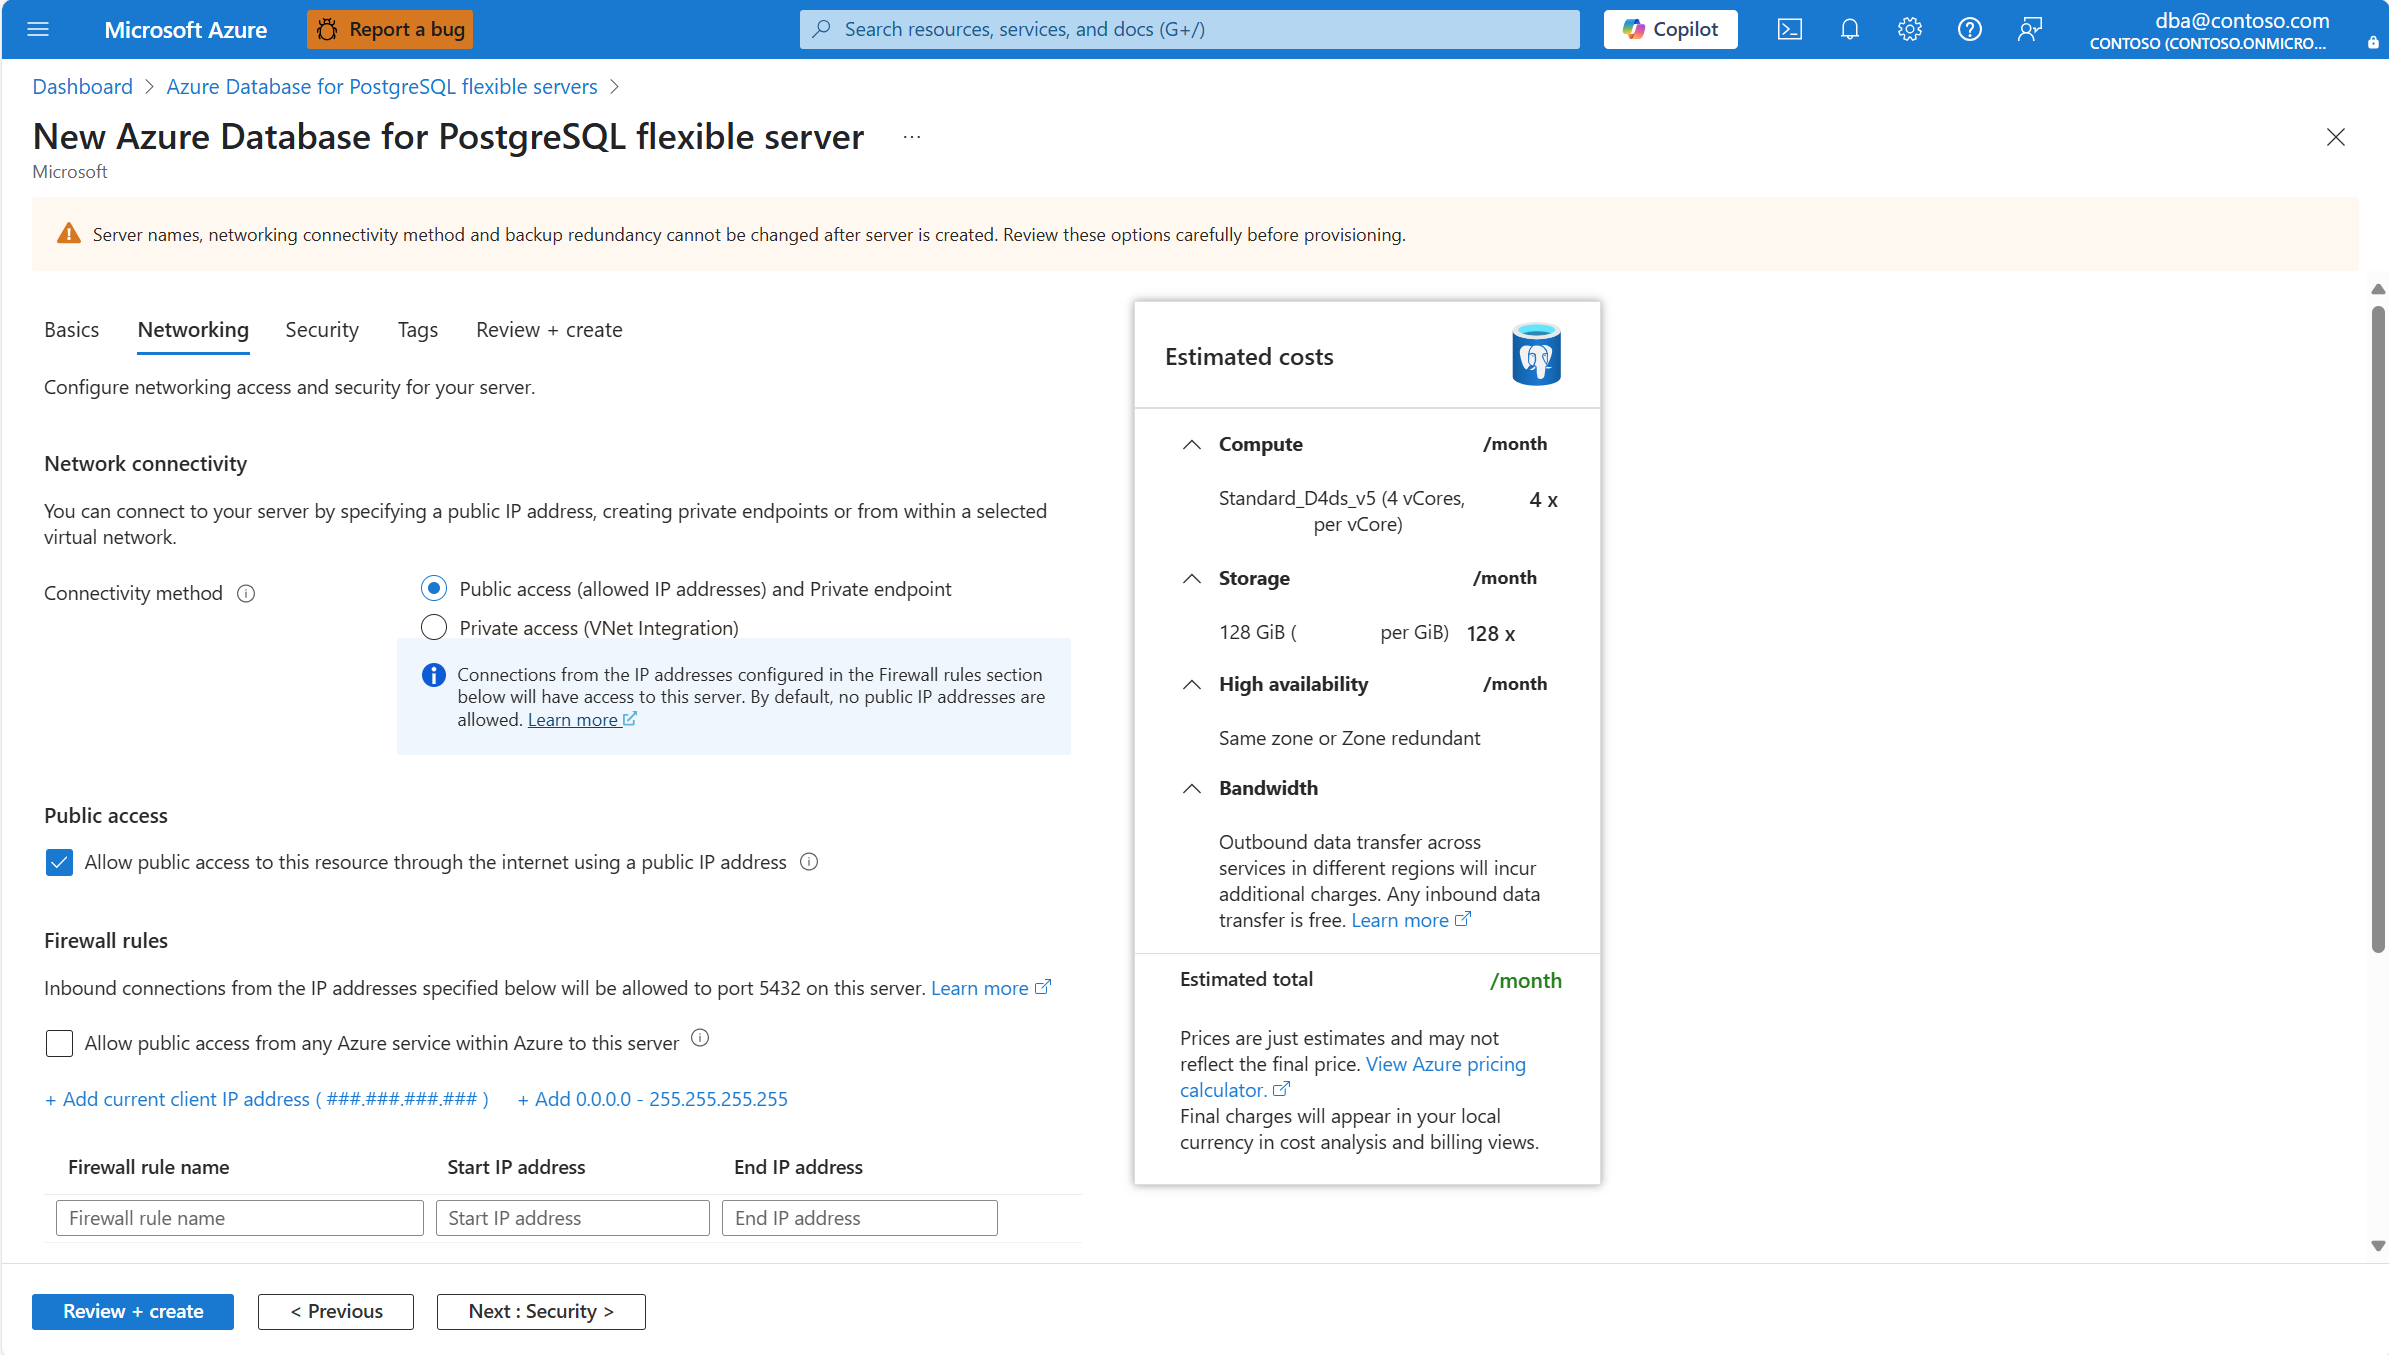 Microsoft Azure
Report a bug
Search resources, services, and docs (G+/)
Copilot
dba@contoso.com
CONTOSO (CONTOSO.ONMICRO...
Dashboard > Azure Database for PostgreSQL flexible servers >
New Azure Database for PostgreSQL flexible server ...
Microsoft
Server names, networking connectivity method and backup redundancy cannot be changed after server is created. Review these options carefully before provisioning.
Basics Networking Security Tags Review + create
Configure networking access and security for your server.
Network connectivity
You can connect to your server by specifying a public IP address, creating private endpoints or from within a selected
virtual network.
Connectivity method
Public access (allowed IP addresses) and Private endpoint
Private access (VNet Integration)
Connections from the IP addresses configured in the Firewall rules section
below will have access to this server. By default, no public IP addresses are
allowed. Learn more
Public access
Allow public access to this resource through the internet using a public IP address
Firewall rules
Inbound connections from the IP addresses specified below will be allowed to port 5432 on this server. Learn more
Allow public access from any Azure service within Azure to this server
+ Add current client IP address ( ###.###.###.### ) + Add 0.0.0.0 - 255.255.255.255
Firewall rule name Start IP address End IP address
Firewall rule name Start IP address End IP address
Estimated costs
Compute /month
Standard_D4ds_v5 (4 vCores, 4 x
per vCore)
Storage /month
128 GiB ( per GiB) 128 x
High availability /month
Same zone or Zone redundant
Bandwidth
Outbound data transfer across
services in different regions will incur
additional charges. Any inbound data
transfer is free. Learn more
Estimated total /month
Prices are just estimates and may not
reflect the final price. View Azure pricing
calculator.
Final charges will appear in your local
currency in cost analysis and billing views.
Review + create < Previous Next : Security >